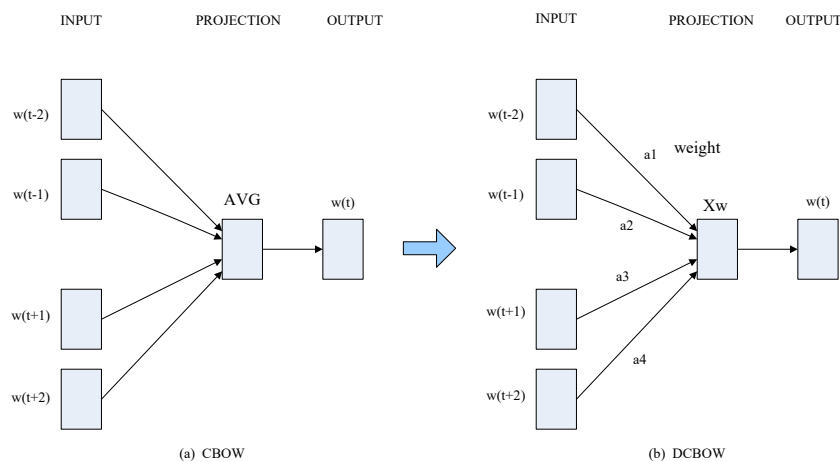 INPUT PROJECTION OUTPUT
w(t-2)
w(t-1)
AVG
w(t)
w(t+1)
w(t+2)
(a) CBOW
INPUT PROJECTION OUTPUT
w(t-2)
a1 weight
w(t-1)
Xw
w(t)
a2
a3
w(t+1)
a4
w(t+2)
(b) DCBOW